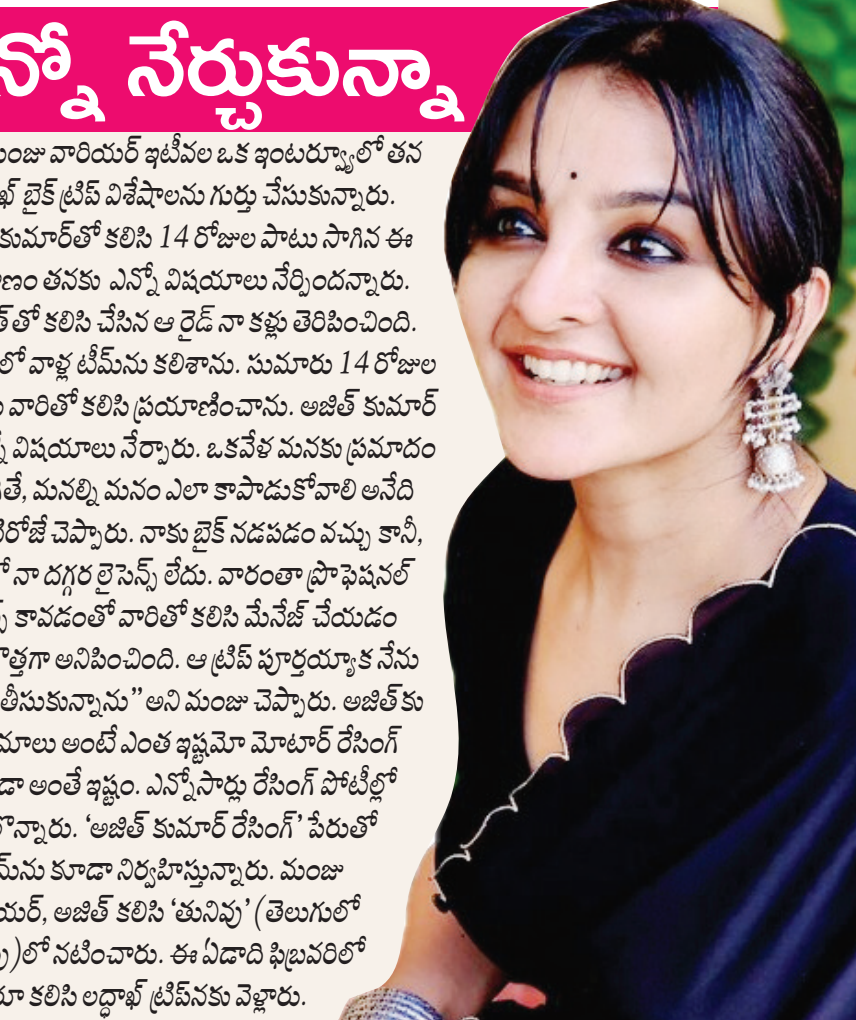 న్నో నేర్చుకున్నా
మంజు వారియర్ ఇటీవల ఒక ఇంటర్వ్యూలో తన
బైక్ ట్రిప్ విశేషాలను గుర్తు చేసుకున్నారు.
కుమార్‌తో కలిసి 14 రోజుల పాటు సాగిన ఈ
తనకు ఎన్నో విషయాలు నేర్పిందన్నారు.
కలిసి చేసిన ఆ రైడ్ నా కళ్లు తెరిపించింది.
లో వాళ్ల టీమ్‌ను కలిశాను. సుమారు 14 రోజుల
వారితో కలిసి ప్రయాణించాను. అజిత్ కుమార్
విషయాలు నేర్పారు. ఒకవేళ మనకు ప్రమాదం
మనల్ని మనం ఎలా కాపాడుకోవాలి అనేది
చెప్పారు. నాకు బైక్ నడపడం వచ్చు కానీ,
నా దగ్గర లైసెన్స్ లేదు. వారంతా ప్రొఫెషనల్
కావడంతో వారితో కలిసి మేనేజ్ చేయడం
అనిపించింది. ఆ ట్రిప్ పూర్తయ్యాక నేను
తీసుకున్నాను” అని మంజు చెప్పారు. అజిత్‌కు
మాలు అంటే ఎంత ఇష్టమో మోటార్ రేసింగ్
డా అంతే ఇష్టం. ఎన్నోసార్లు రేసింగ్ పోటీల్లో
గొన్నారు. ‘అజిత్ కుమార్ రేసింగ్’ పేరుతో
మ్‌ను కూడా నిర్వహిస్తున్నారు. మంజు
యర్, అజిత్ కలిసి ‘తునివు’ (తెలుగులో
)లో నటించారు. ఈ ఏడాది ఫిబ్రవరిలో
కలిసి లద్ధాఖ్ ట్రిప్‌నకు వెళ్లారు.